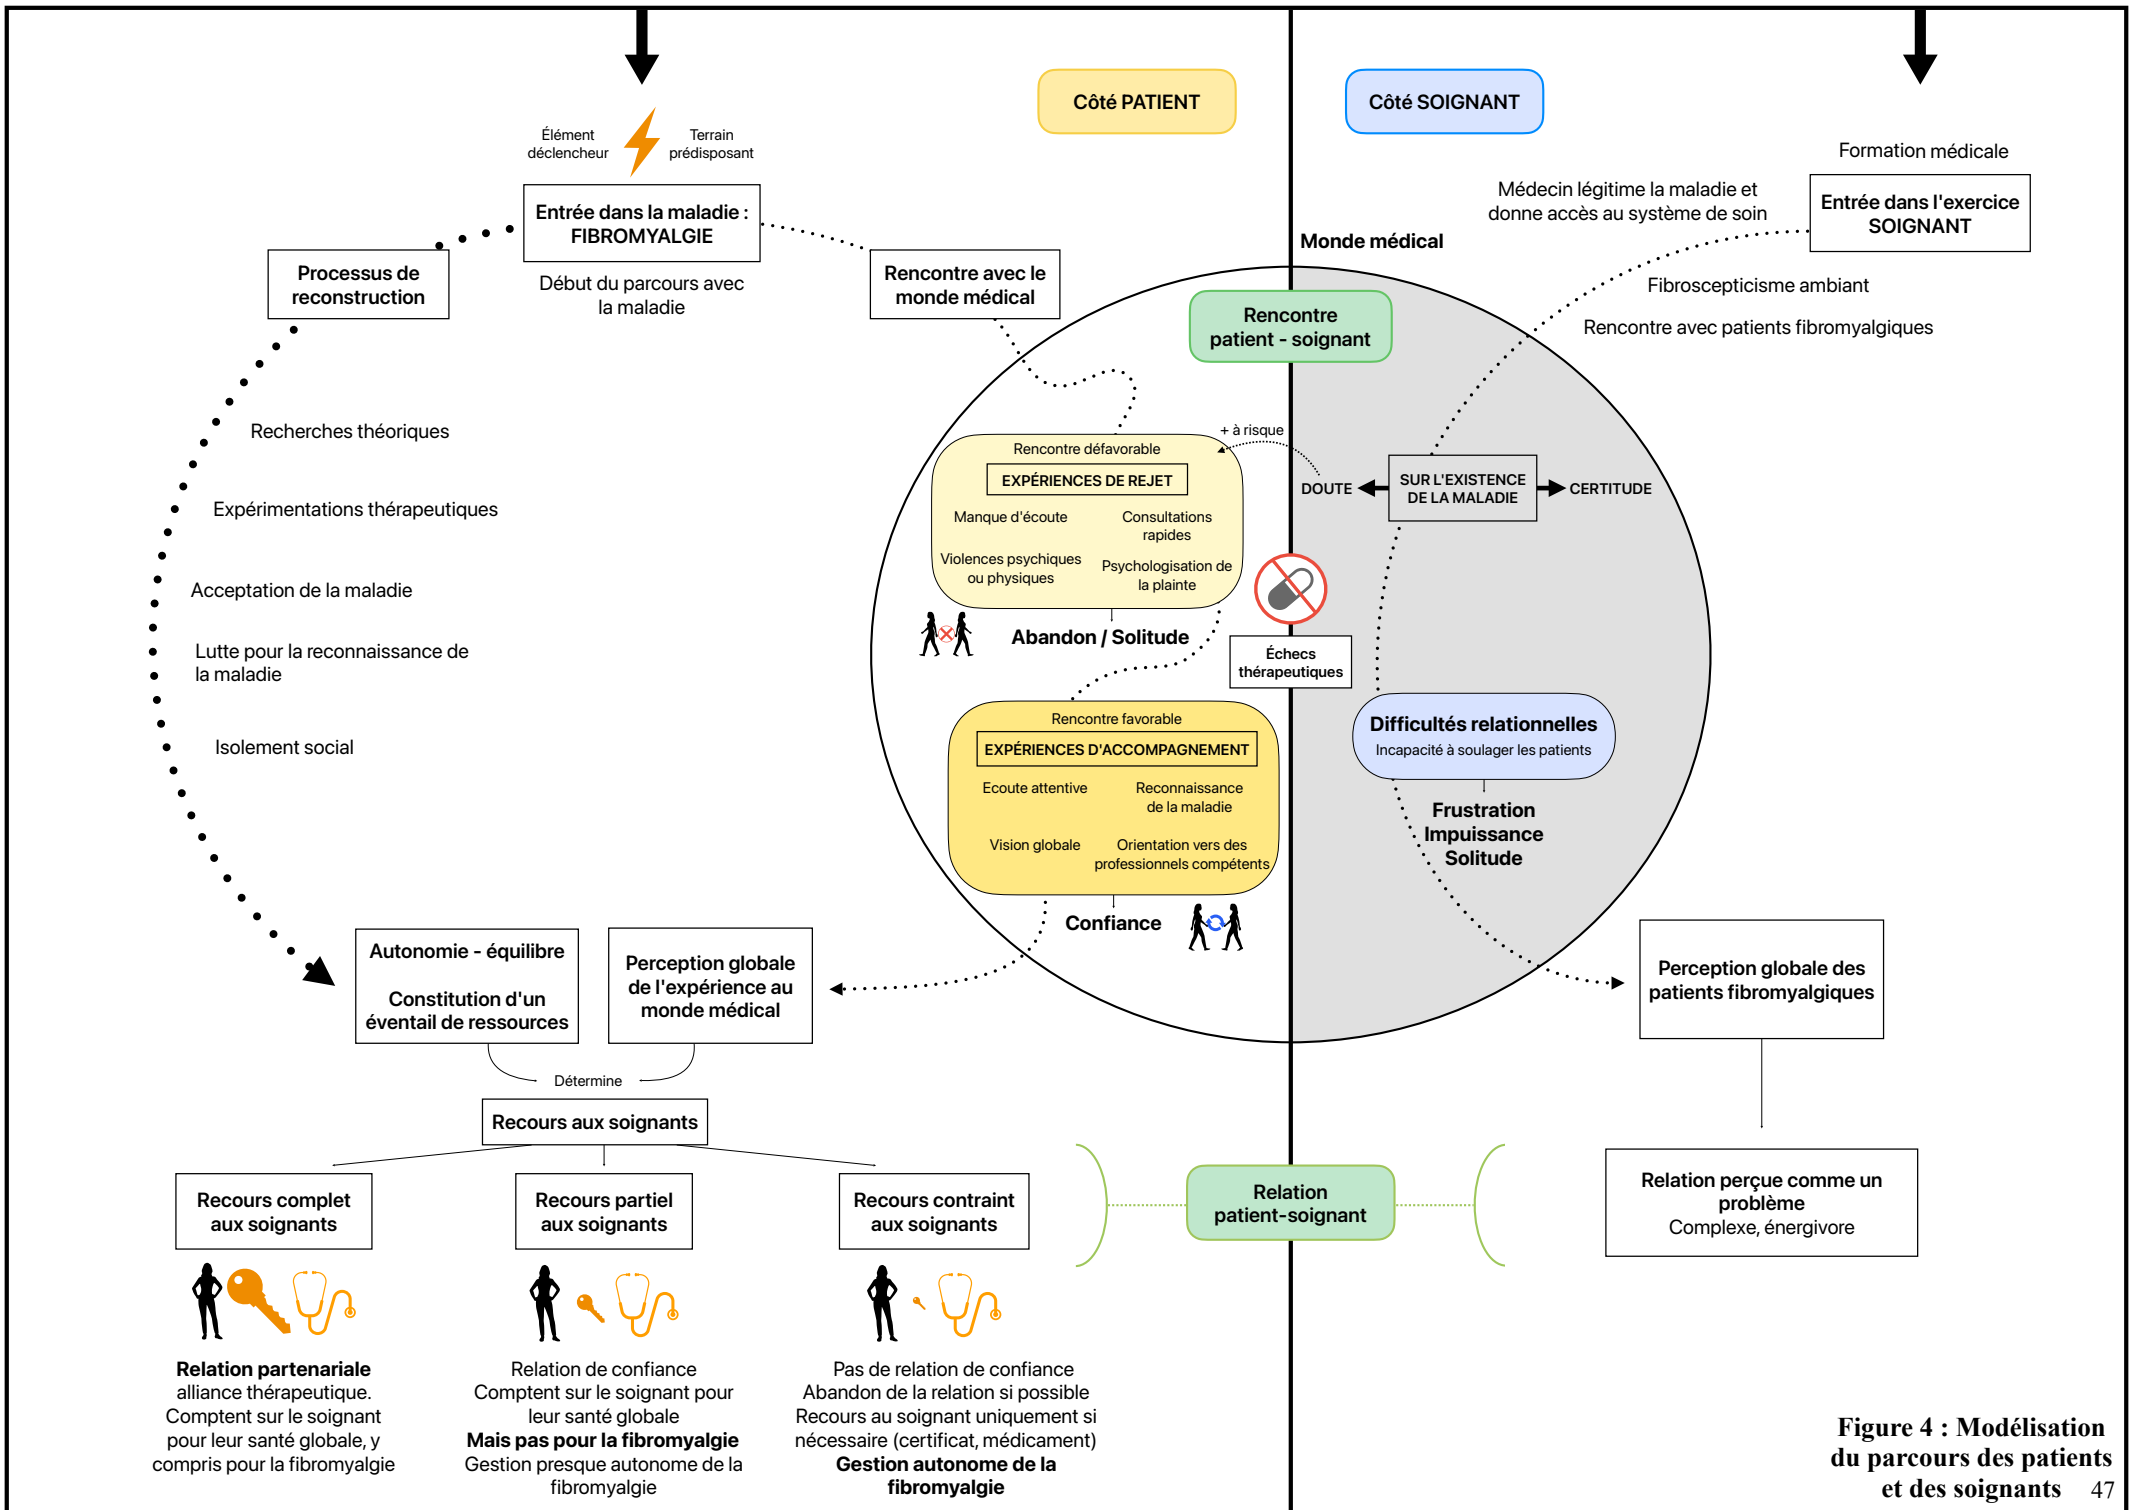 Côté PATIENT
Côté SOIGNANT
Élément
déclencheur
Terrain
prédisposant
Entrée dans la maladie :
FIBROMYALGIE
Début du parcours avec
la maladie
Processus de
reconstruction
Rencontre avec le
monde médical
Recherches théoriques
Expérimentations thérapeutiques
Acceptation de la maladie
Lutte pour la reconnaissance de
la maladie
Isolement social
Formation médicale
Entrée dans l'exercice
SOIGNANT
Médecin légitime la maladie et
donne accès au système de soin
Monde médical
Fibroscepticisme ambiant
Rencontre avec patients fibromyalgiques
Rencontre
patient - soignant
+ à risque
Rencontre défavorable
EXPÉRIENCES DE REJET
Manque d'écoute
Consultations
rapides
Violences psychiques
ou physiques
Psychologisation de
la plainte
Abandon / Solitude
DOUTE
SUR L'EXISTENCE
DE LA MALADIE
CERTITUDE
Échecs
thérapeutiques
Rencontre favorable
EXPÉRIENCES D'ACCOMPAGNEMENT
Ecoute attentive
Reconnaissance
de la maladie
Vision globale
Orientation vers des
professionnels compétents
Confiance
Difficultés relationnelles
Incapacité à soulager les patients
Frustration
Impuissance
Solitude
Autonomie - équilibre
Constitution d'un
éventail de ressources
Perception globale
de l'expérience au
monde médical
Perception globale des
patients fibromyalgiques
Détermine
Recours aux soignants
Recours complet
aux soignants
Recours partiel
aux soignants
Recours contraint
aux soignants
Relation
patient-soignant
Relation perçue comme un
problème
Complexe, énergivore
Relation partenariale
alliance thérapeutique.
Comptent sur le soignant
pour leur santé globale, y
compris pour la fibromyalgie
Relation de confiance
Comptent sur le soignant pour
leur santé globale
Mais pas pour la fibromyalgie
Gestion presque autonome de la
fibromyalgie
Pas de relation de confiance
Abandon de la relation si possible
Recours au soignant uniquement si
nécessaire (certificat, médicament)
Gestion autonome de la
fibromyalgie
Figure 4 : Modélisation
du parcours des patients
et des soignants 47